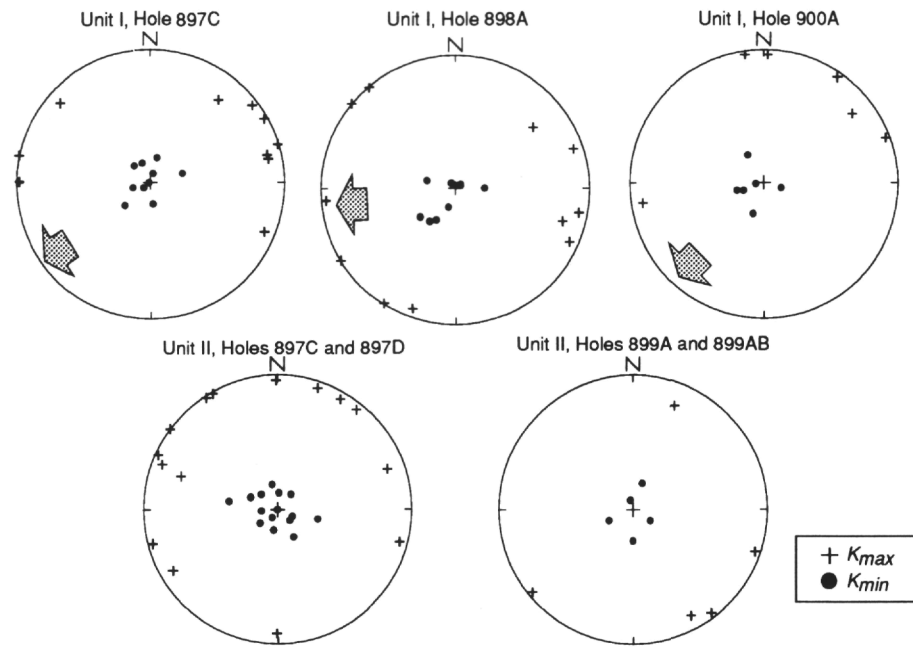 Unit I, Hole 897C
Unit I, Hole 898A
Unit I, Hole 900A
N
N
N
Unit II, Holes 897C and 897D
Unit II, Holes 899A and 899AB
N
N
+ Kmax
● Kmin